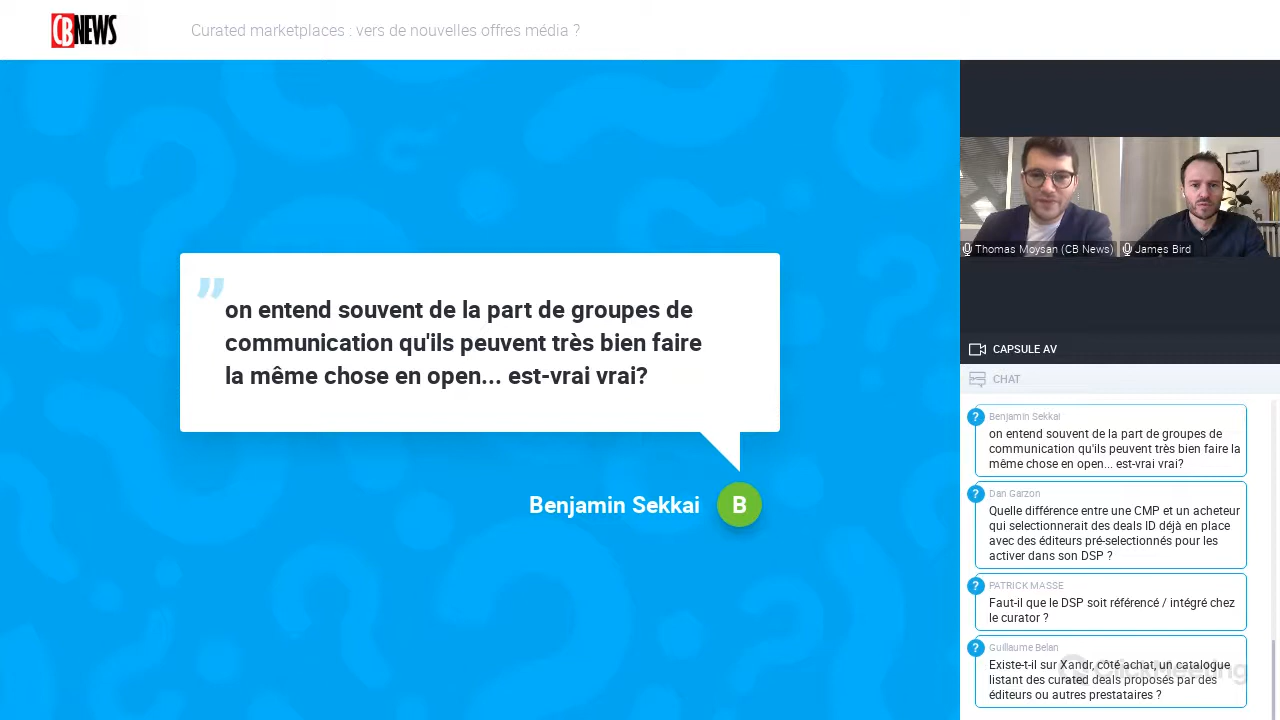 CBNEWS
Curated marketplaces : vers de nouvelles offres média ?
on entend souvent de la part de groupes de
communication qu'ils peuvent très bien faire
la même chose en open... est-vrai vrai?
Benjamin Sekkai
B
Thomas Moysan (CB News)
James Bird
CAPSULE AV
CHAT
?
Benjamin Sekkai
on entend souvent de la part de groupes de
communication qu'ils peuvent très bien faire la
même chose en open... est-vrai vrai?
?
Dan Garzon
Quelle différence entre une CMP et un acheteur
qui selectionnerait des deals ID déjà en place
avec des éditeurs pré-selectionnés pour les
activer dans son DSP ?
?
PATRICK MASSE
Faut-il que le DSP soit référencé / intégré chez
le curator ?
?
Guillaume Belan
Existe-t-il sur Xandr, côté achat, un catalogue
listant des curated deals proposés par des
éditeurs ou autres prestataires ?
ClickMeeting